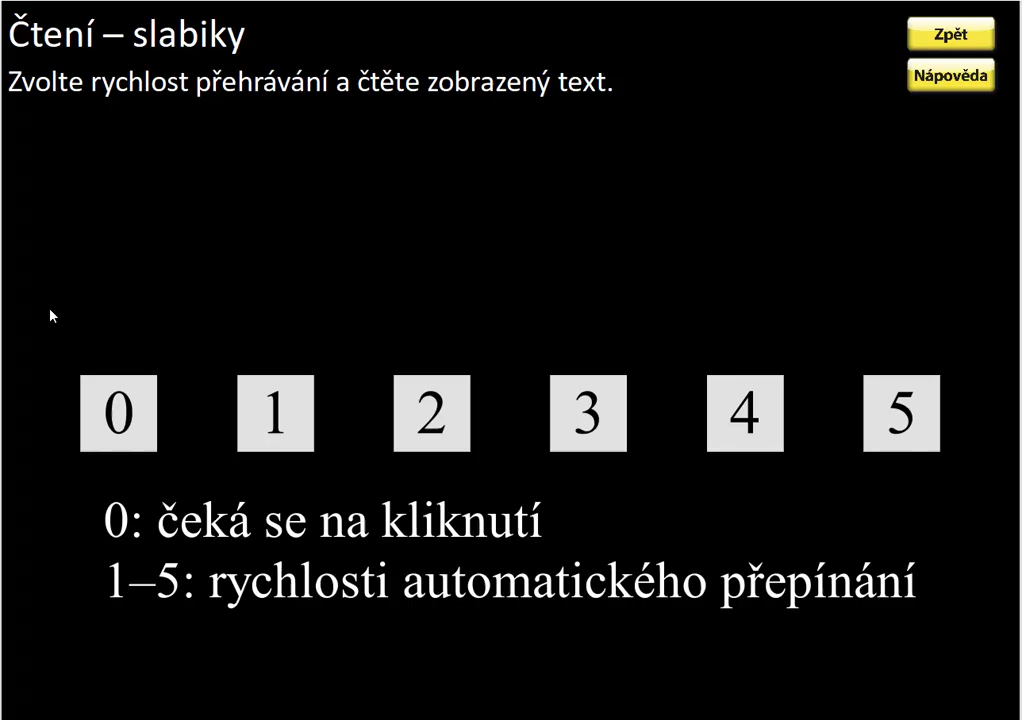 Čtení – slabiky
Zpět
Zvolte rychlost přehrávání a čtěte zobrazený text.
Nápověda
0 1 2 3 4 5
0: čeká se na kliknutí
1–5: rychlosti automatického přepínání